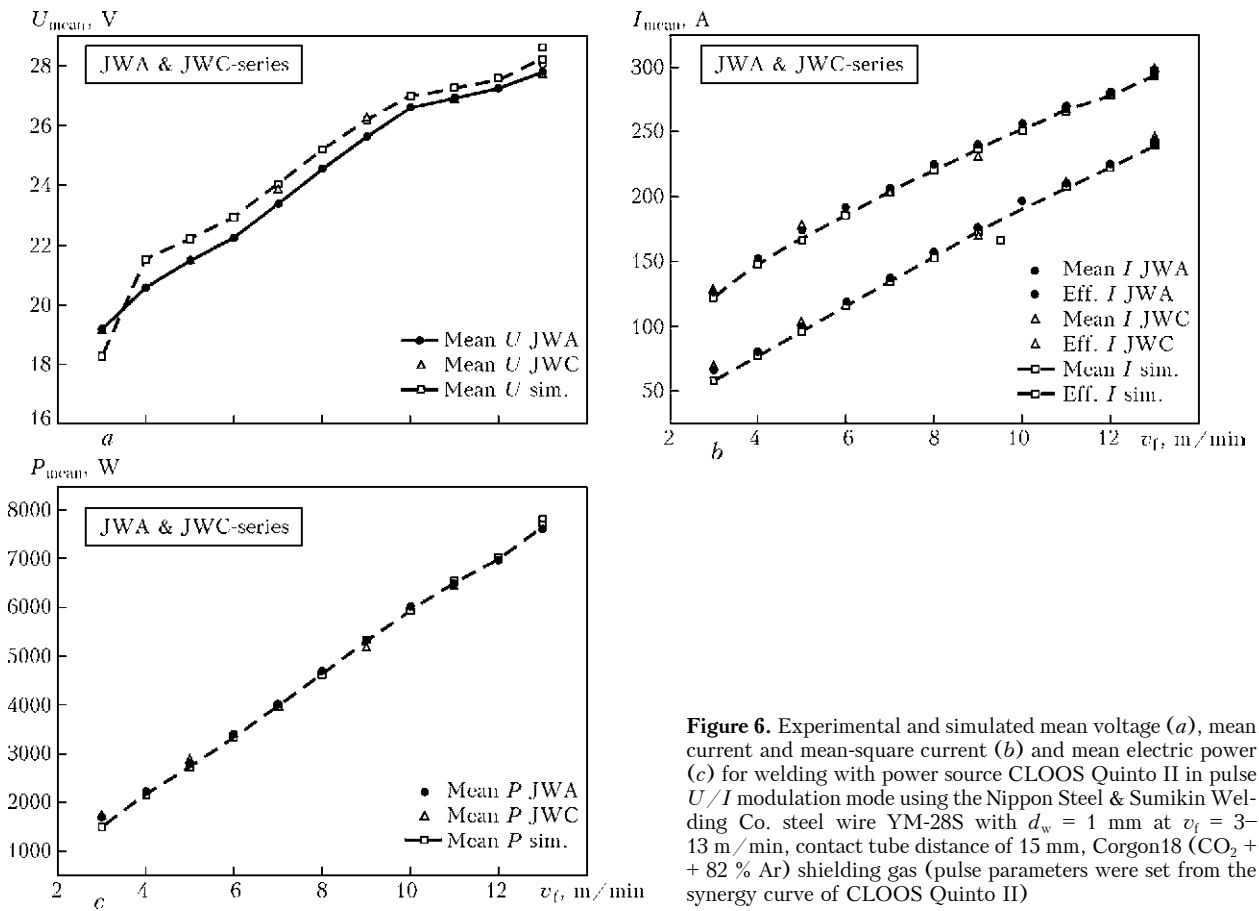 U_mean, V
JWA & JWC-series
28
26
24
22
20
18
16
Mean U JWA
Mean U JWC
Mean U sim.
a
I_mean, A
JWA & JWC-series
300
250
200
150
100
50
Mean I JWA
Eff. I JWA
Mean I JWC
Eff. I JWC
Mean I sim.
Eff. I sim.
2 4 6 8 10 12 v_f, m/min
b
P_mean, W
JWA & JWC-series
8000
7000
6000
5000
4000
3000
2000
1000
Mean P JWA
Mean P JWC
Mean P sim.
2 4 6 8 10 12 v_f, m/min
c
Figure 6. Experimental and simulated mean voltage (a), mean
current and mean-square current (b) and mean electric power
(c) for welding with power source CLOOS Quinto II in pulse
U/I modulation mode using the Nippon Steel & Sumikin Wel-
ding Co. steel wire YM-28S with d_w = 1 mm at v_f = 3–
13 m/min, contact tube distance of 15 mm, Corgon18 (CO₂ +
+ 82 % Ar) shielding gas (pulse parameters were set from the
synergy curve of CLOOS Quinto II)